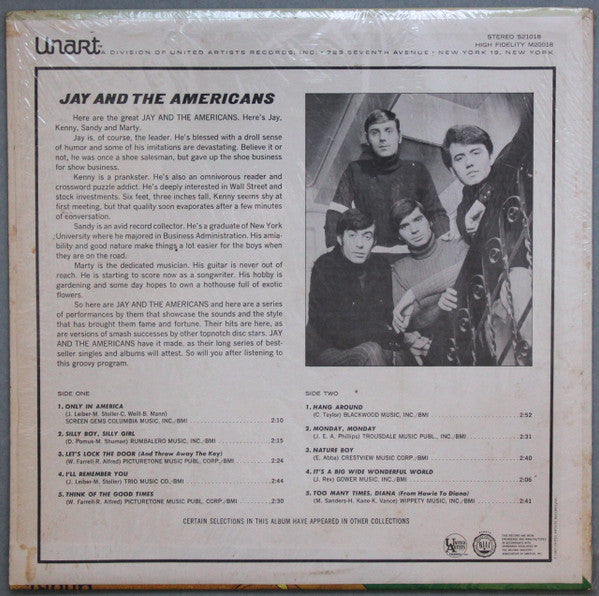 Unart
A DIVISION OF UNITED ARTISTS RECORDS, INC. • 729 SEVENTH AVENUE • NEW YORK 19, NEW YORK
STEREO S21018
HIGH FIDELITY M20018
JAY AND THE AMERICANS
Here are the great JAY AND THE AMERICANS. Here's Jay,
Kenny, Sandy and Marty.
Jay is, of course, the leader. He's blessed with a droll sense
of humor and some of his imitations are devastating. Believe it or
not, he was once a shoe salesman, but gave up the shoe business
for show business.
Kenny is a prankster. He's also an omnivorous reader and
crossword puzzle addict. He's deeply interested in Wall Street and
stock investments. Six feet, three inches tall, Kenny seems shy at
first meeting, but that quality soon evaporates after a few minutes
of conversation.
Sandy is an avid record collector. He's a graduate of New York
University where he majored in Business Administration. His amia-
bility and good nature make things a lot easier for the boys when
they are on the road.
Marty is the dedicated musician. His guitar is never out of
reach. He is starting to score now as a songwriter. His hobby is
gardening and some day hopes to own a hothouse full of exotic
flowers.
So here are JAY AND THE AMERICANS and here are a series
of performances by them that showcase the sounds and the style
that has brought them fame and fortune. Their hits are here, as
are versions of smash successes by other topnotch disc stars. JAY
AND THE AMERICANS have it made, as their long series of best-
seller singles and albums will attest. So will you after listening to
this groovy program.
SIDE ONE
1. ONLY IN AMERICA
(J. Leiber-M. Stoller-C. Weill-B. Mann)
SCREEN GEMS COLUMBIA MUSIC, INC./BMI 2:10
2. SILLY BOY, SILLY GIRL
(D. Pomus-M. Shuman) RUMBALERO MUSIC, INC./BMI 2:15
3. LET'S LOCK THE DOOR (And Throw Away The Key)
(W. Farrell-R. Alfred) PICTURETONE MUSIC PUBL. CORP./BMI 2:24
4. I'LL REMEMBER YOU
(J. Leiber-M. Stoller) TRIO MUSIC CO./BMI 2:44
5. THINK OF THE GOOD TIMES
(W. Farrell-R. Alfred) PICTURETONE MUSIC PUBL. CORP./BMI 2:30
SIDE TWO
1. HANG AROUND
(C. Taylor) BLACKWOOD MUSIC, INC./BMI 2:52
2. MONDAY, MONDAY
(J. E. A. Phillips) TROUSDALE MUSIC PUBL., INC./BMI 2:31
3. NATURE BOY
(E. Abba) CRESTVIEW MUSIC CORP./BMI 2:40
4. IT'S A BIG WIDE WONDERFUL WORLD
(J. Rex) GOWER MUSIC, INC./BMI 2:06
5. TOO MANY TIMES, DIANA (From Howie To Diana)
(M. Sanders-H. Kane-K. Vance) WIPPETY MUSIC, INC./BMI 2:41
CERTAIN SELECTIONS IN THIS ALBUM HAVE APPEARED IN OTHER COLLECTIONS